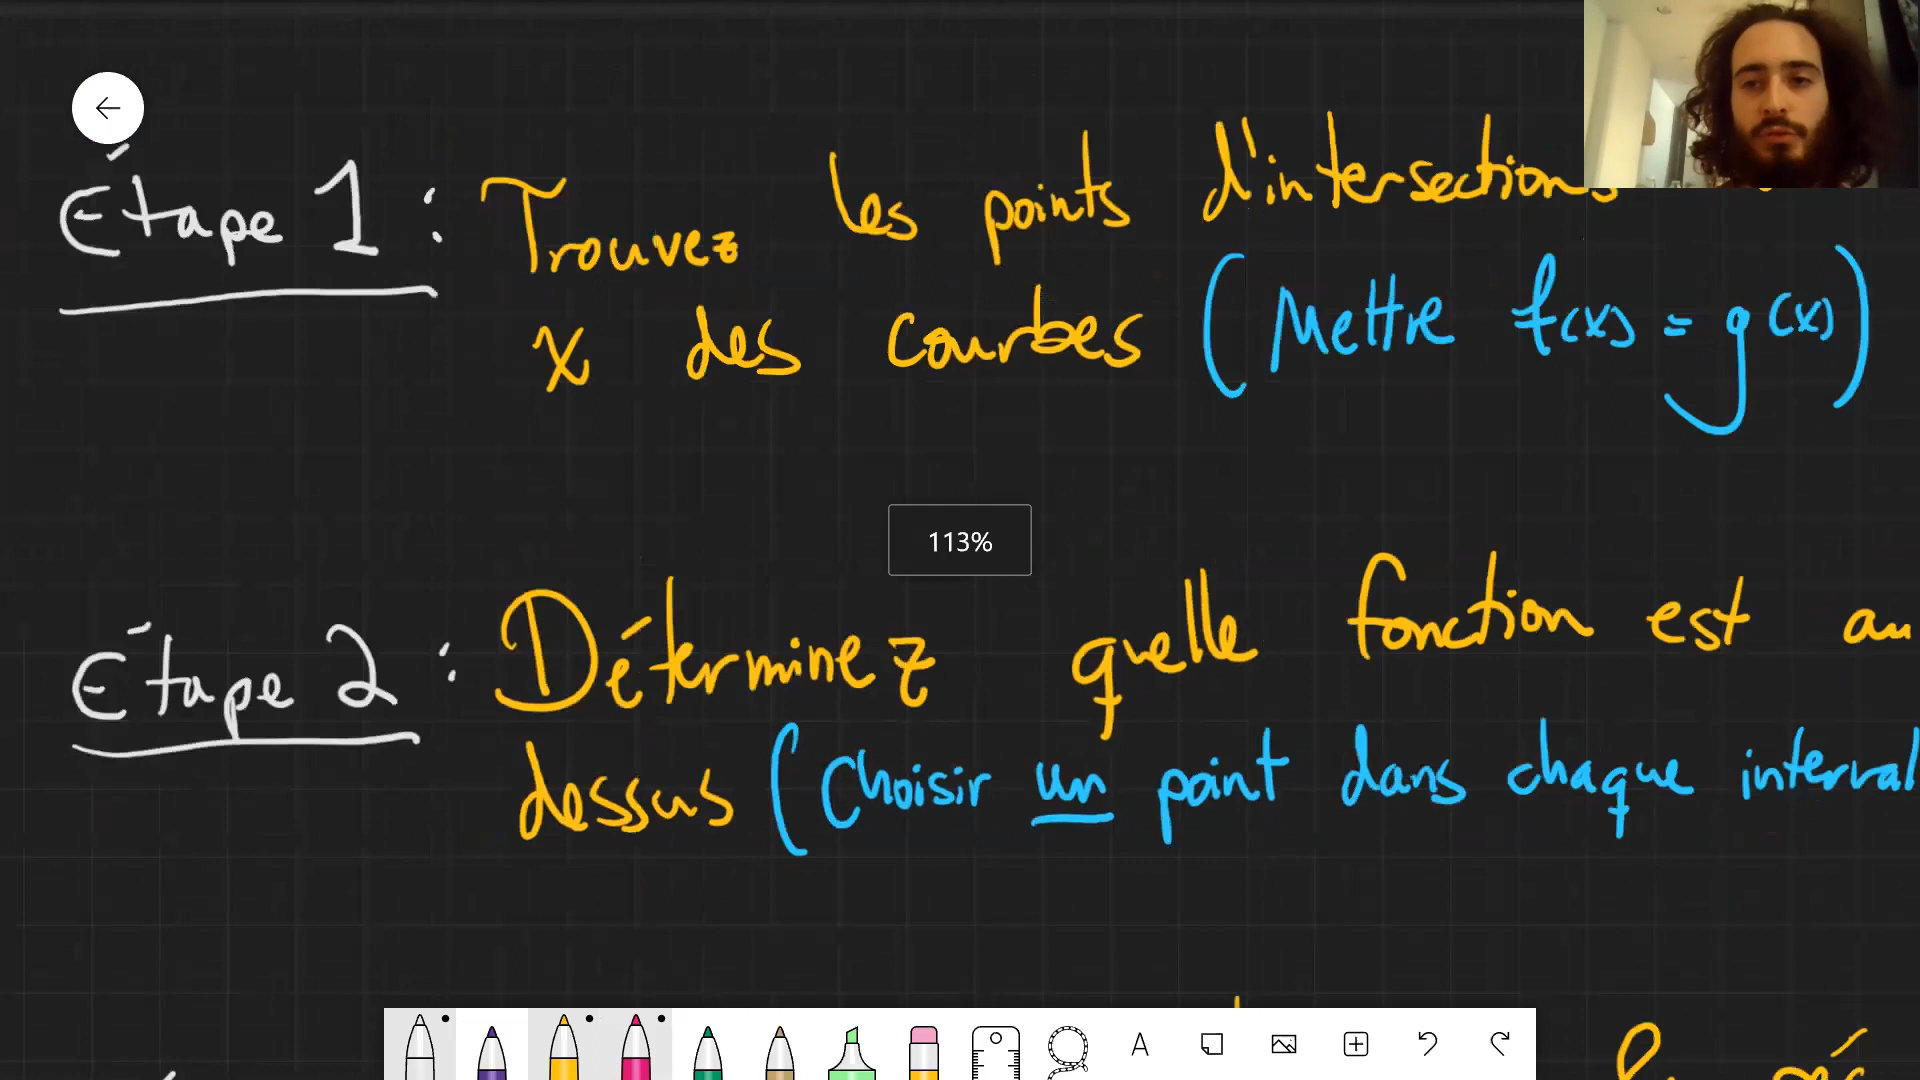 Étape 1 : Trouvez les points d'intersections
x des courbes (Mettre f(x) = g(x))
113%
Étape 2 : Déterminez quelle fonction est au
dessus (Choisir un point dans chaque interval
A